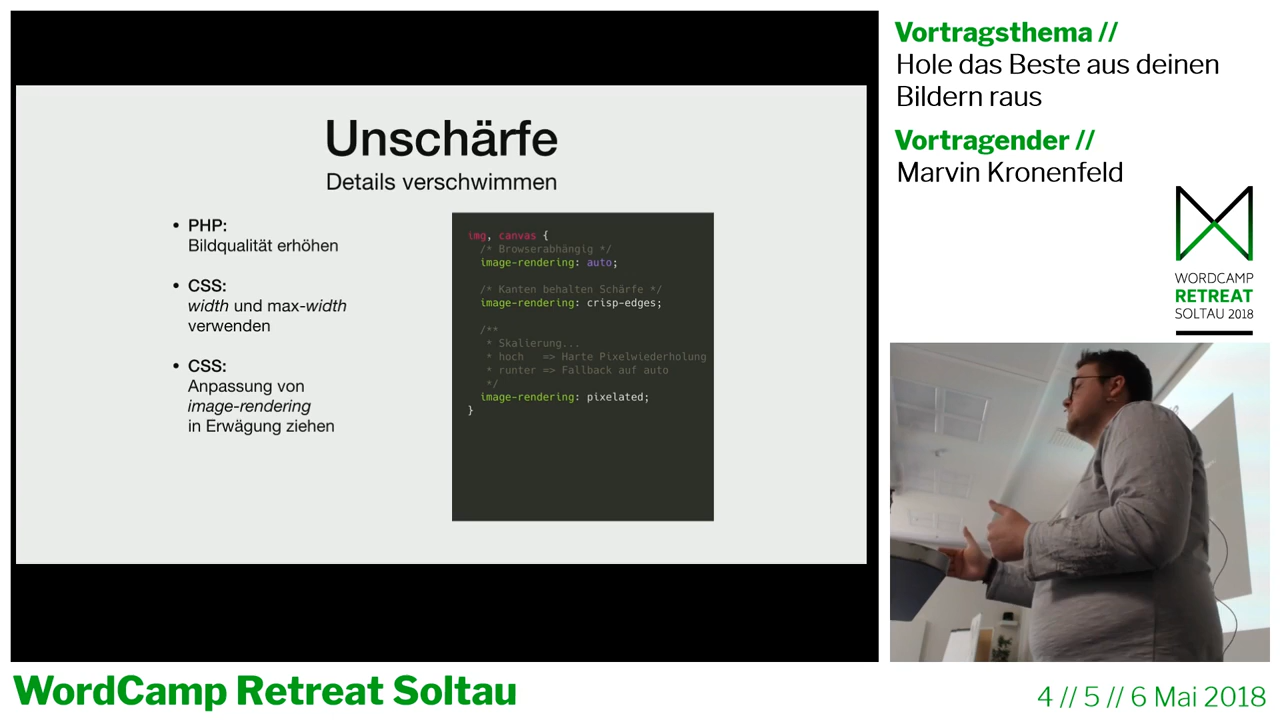 Unschärfe
Details verschwimmen
• PHP:
Bildqualität erhöhen
• CSS:
width und max-width
verwenden
• CSS:
Anpassung von
image-rendering
in Erwägung ziehen
img, canvas {
/* Browserabhängig */
image-rendering: auto;
/* Kanten behalten Schärfe */
image-rendering: crisp-edges;
/**
* Skalierung...
* hoch => Harte Pixelwiederholung
* runter => Fallback auf auto
*/
image-rendering: pixelated;
}
Vortragsthema //
Hole das Beste aus deinen
Bildern raus
Vortragender //
Marvin Kronenfeld
WORDCAMP
RETREAT
SOLTAU 2018
WordCamp Retreat Soltau
4 // 5 // 6 Mai 2018